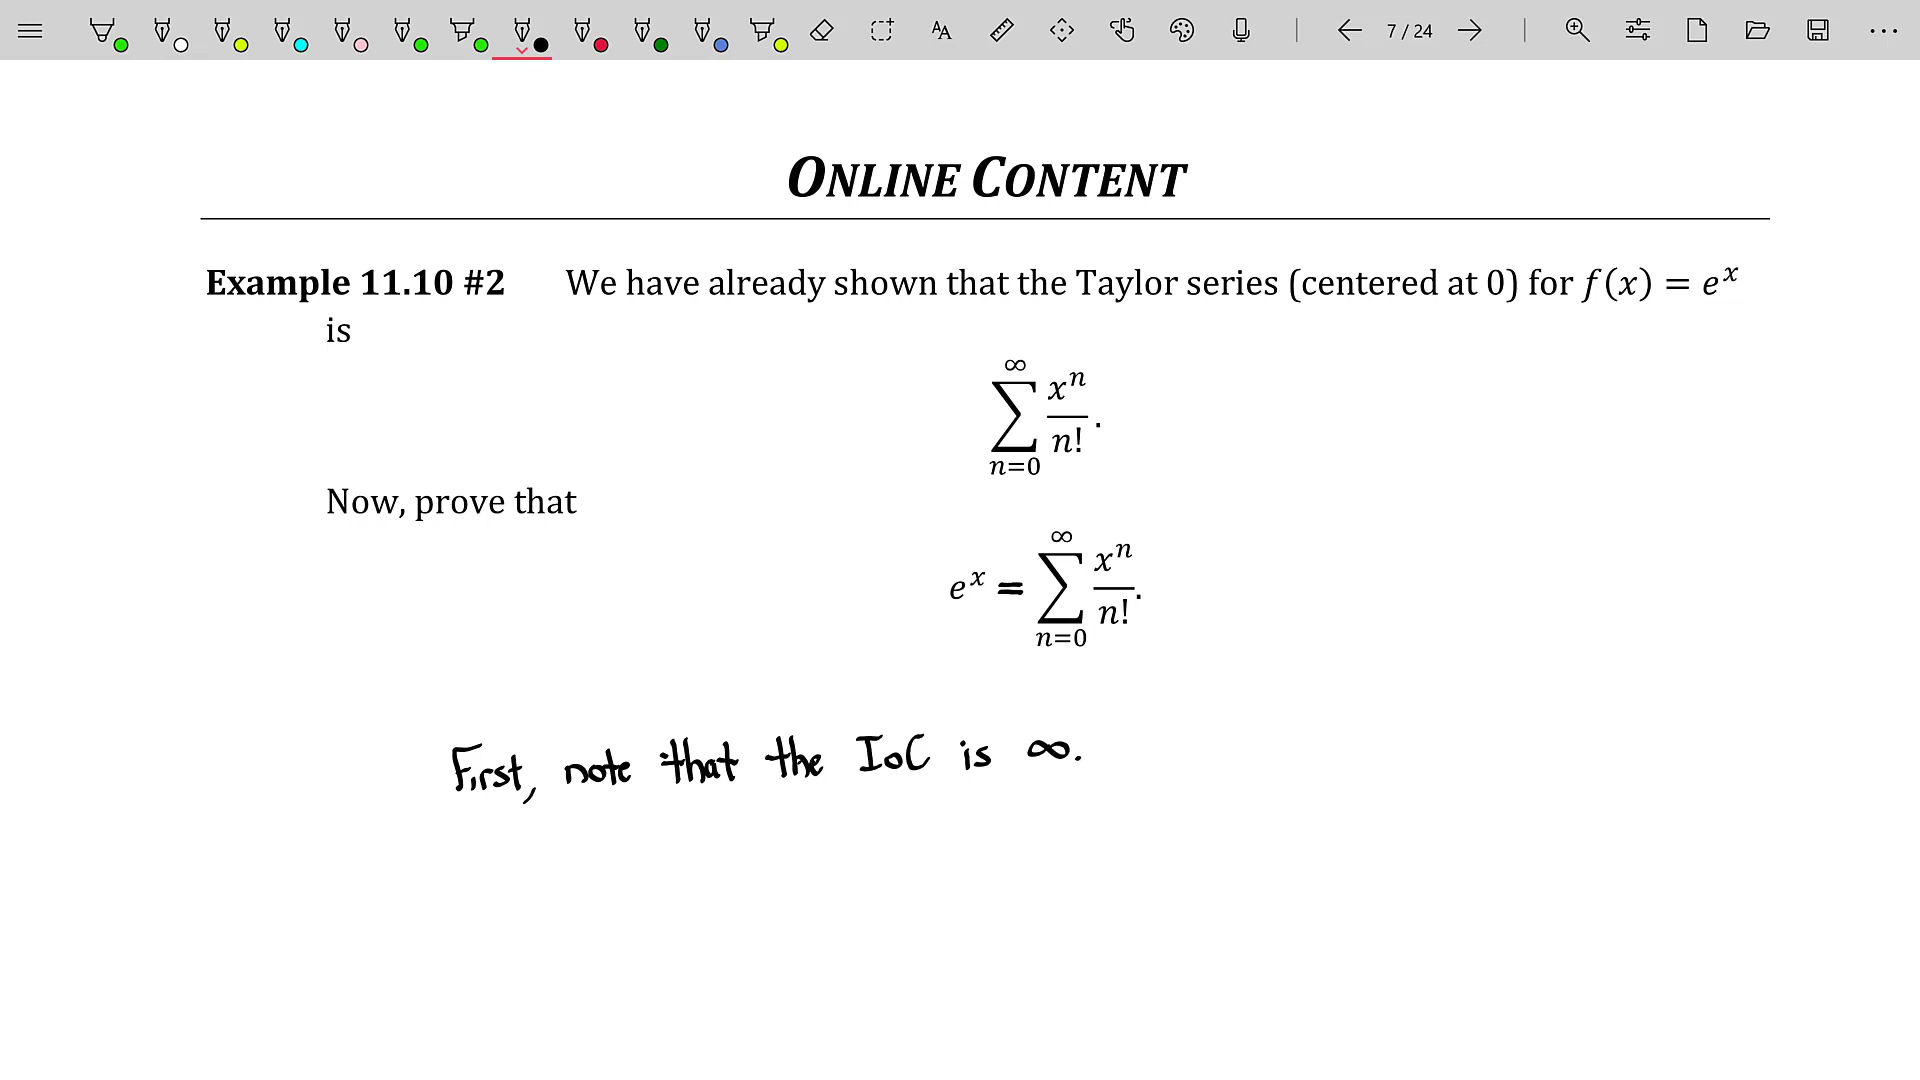 7 / 24
ONLINE CONTENT
Example 11.10 #2 We have already shown that the Taylor series (centered at 0) for f(x) = e^x
is
∑_{n=0}^{∞} x^n/n!.
Now, prove that
e^x = ∑_{n=0}^{∞} x^n/n!.
First, note that the IoC is ∞.